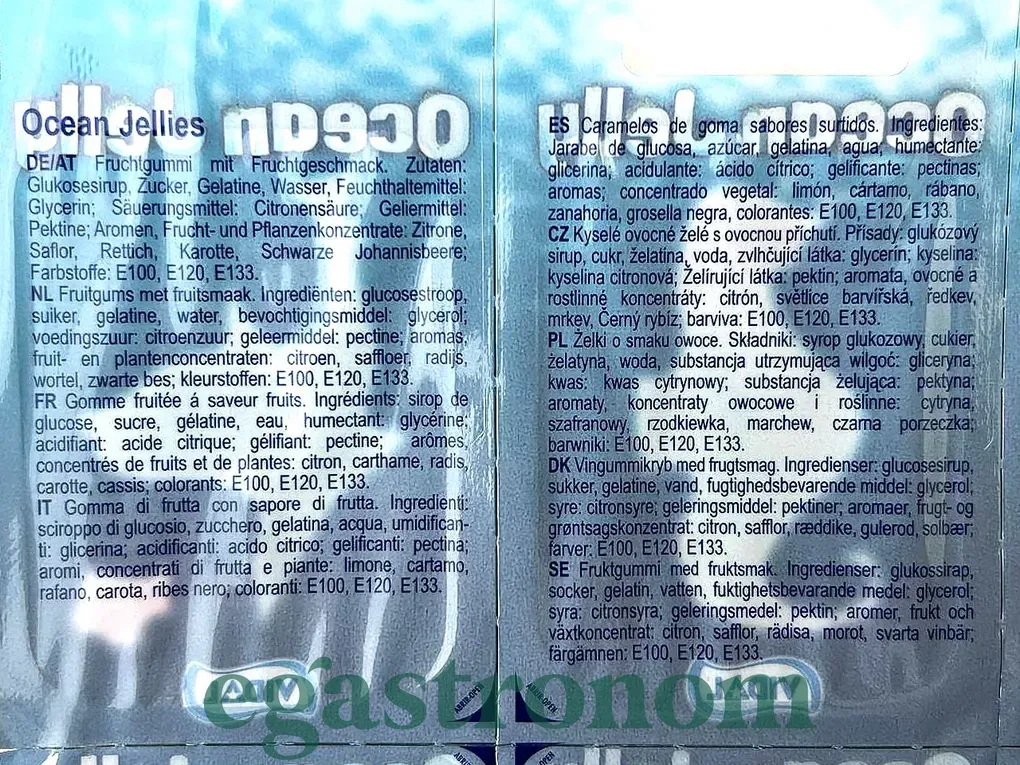 Ocean Jelly
Ocean Jellies
DE/AT Fruchtgummi mit Fruchtgeschmack. Zutaten:
Glukosesirup, Zucker, Gelatine, Wasser, Feuchthaltemittel:
Glycerin; Säuerungsmittel: Citronensäure; Geliermittel:
Pektine; Aromen, Frucht- und Pflanzenkonzentrate: Zitrone,
Saflor, Rettich, Karotte, Schwarze Johannisbeere;
Farbstoffe: E100, E120, E133.
NL Fruitgums met fruitsmaak. Ingrediënten: glucosestroop,
suiker, gelatine, water, bevochtigingsmiddel: glycerol;
voedingszuur: citroenzuur; geleermiddel: pectine; aromas,
fruit- en plantenconcentraten: citroen, saffloer, radijs,
wortel, zwarte bes; kleurstoffen: E100, E120, E133.
FR Gomme fruitée á saveur fruits. Ingrédients: sirop de
glucose, sucre, gélatine, eau, humectant: glycérine;
acidifiant: acide citrique; gélifiant: pectine; arômes,
concentrés de fruits et de plantes: citron, carthame, radis,
carotte, cassis; colorants: E100, E120, E133.
IT Gomma di frutta con sapore di frutta. Ingredienti:
sciroppo di glucosio, zucchero, gelatina, acqua, umidifican-
ti: glicerina; acidificanti: acido citrico; gelificanti: pectina;
aromi, concentrati di frutta e piante: limone, cartamo,
rafano, carota, ribes nero; coloranti: E100, E120, E133.
VIDAL
ABRIR-OPEN
Ocean Jelly
ES Caramelos de goma sabores surtidos. Ingredientes:
Jarabe de glucosa, azúcar, gelatina, agua; humectante:
glicerina; acidulante: ácido cítrico; gelificante: pectinas;
aromas; concentrado vegetal: limón, cártamo, rábano,
zanahoria, grosella negra, colorantes: E100, E120, E133.
CZ Kyselé ovocné želé s ovocnou příchutí. Přísady: glukózový
sirup, cukr, želatina, voda, zvlhčující látka: glycerín; kyselina:
kyselina citronová; Želírující látka: pektin; aromata, ovocné a
rostlinné koncentráty: citrón, světlice barvířská, ředkev,
mrkev, Černý rybíz; barviva: E100, E120, E133.
PL Želki o smaku owoce. Składniki: syrop glukozowy, cukier,
żelatyna, woda, substancja utrzymująca wilgoć: gliceryna;
kwas: kwas cytrynowy; substancja żelująca: pektyna;
aromaty, koncentraty owocowe i roślinne: cytryna,
szafranowy, rzodkiewka, marchew, czarna porzeczka;
barwniki: E100, E120, E133.
DK Vingummikryb med frugtsmag. Ingredienser: glucosesirup,
sukker, gelatine, vand, fugtighedsbevarende middel: glycerol;
syre: citronsyre; geleringsmiddel: pektiner; aromaer, frugt- og
grøntsagskonzentrat: citron, safflor, ræddike, gulerod, solbær;
farver: E100, E120, E133.
SE Fruktgummi med fruktsmak. Ingredienser: glukossirap,
socker, gelatin, vatten, fuktighetsbevarande medel: glycerol;
syra: citronsyra; geleringsmedel: pektin; aromer, frukt och
växtkoncentrat: citron, safflor, rädisa, morot, svarta vinbär;
färgämnen: E100, E120, E133.
VIDAL
ABRIR-OPEN
egastronom